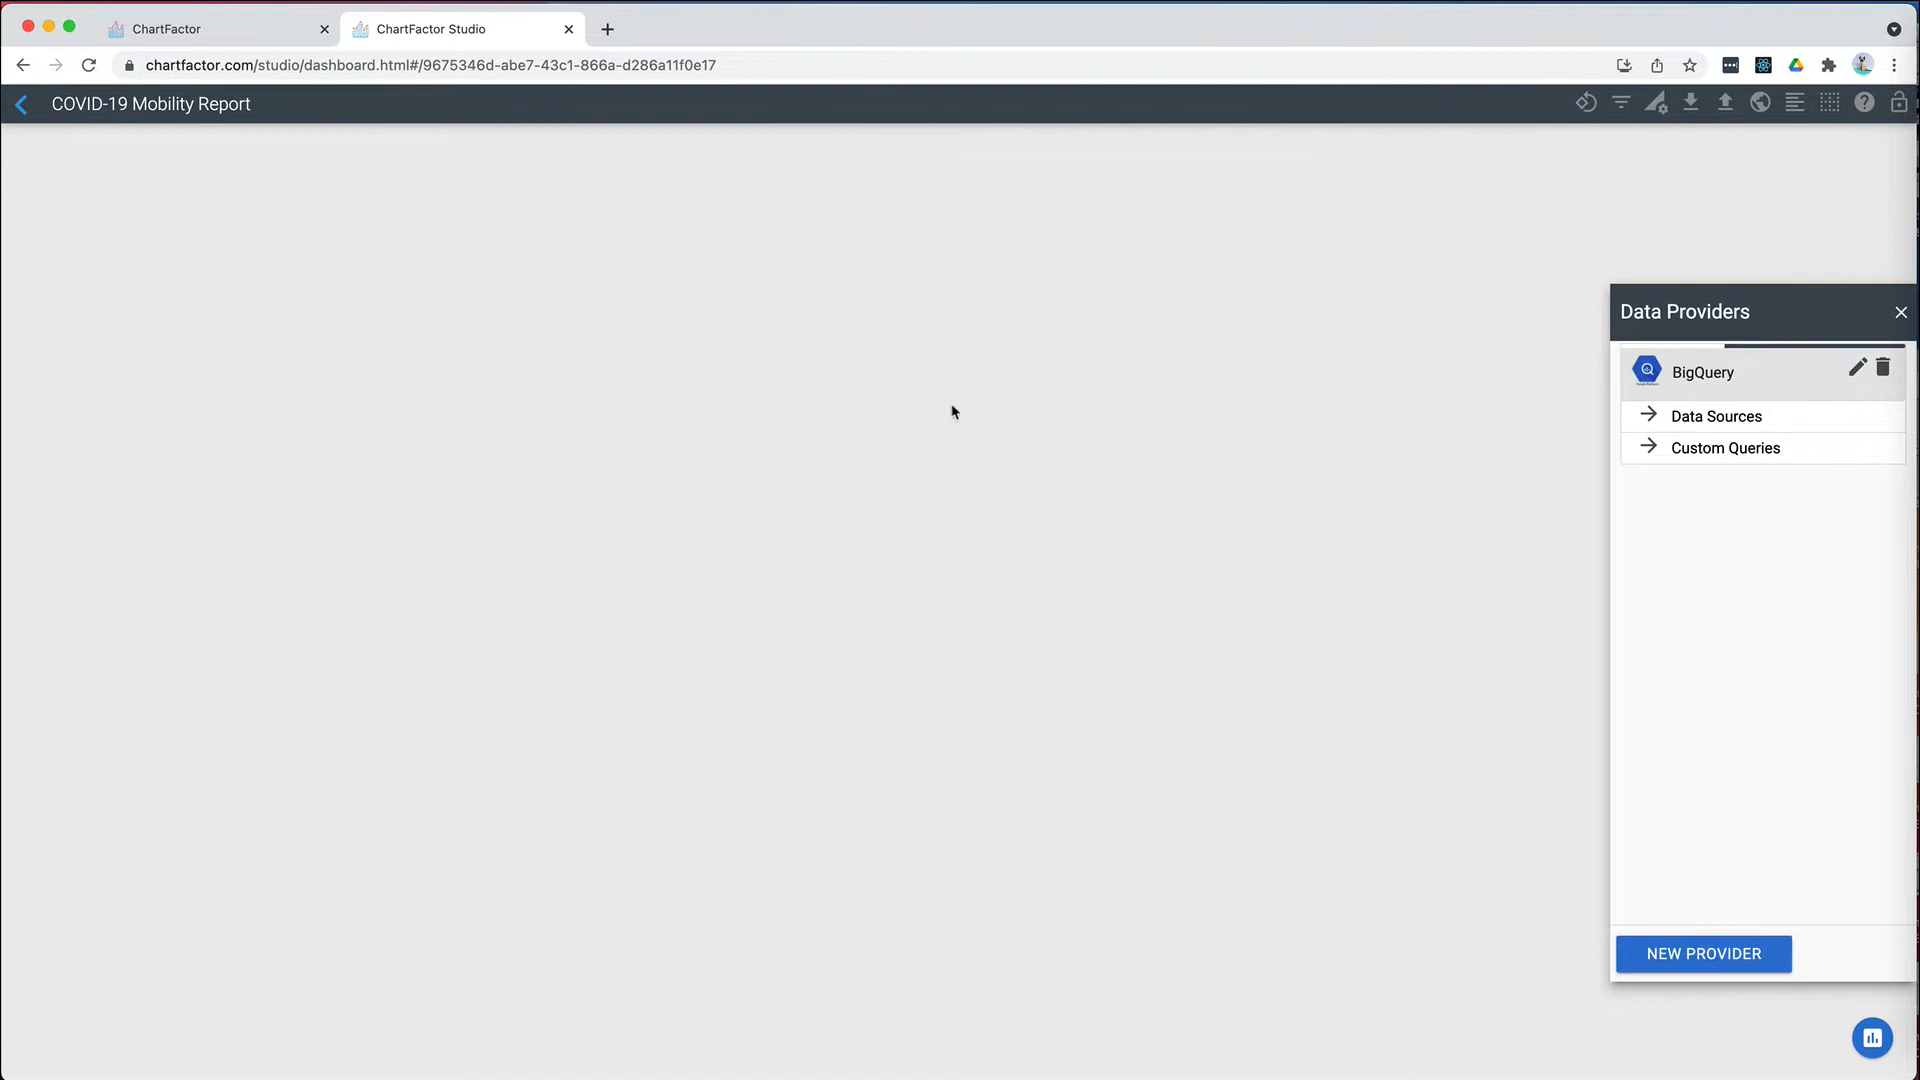 ChartFactor
ChartFactor Studio
chartfactor.com/studio/dashboard.html#/9675346d-abe7-43c1-866a-d286a11f0e17
COVID-19 Mobility Report
Data Providers
BigQuery
Data Sources
Custom Queries
NEW PROVIDER